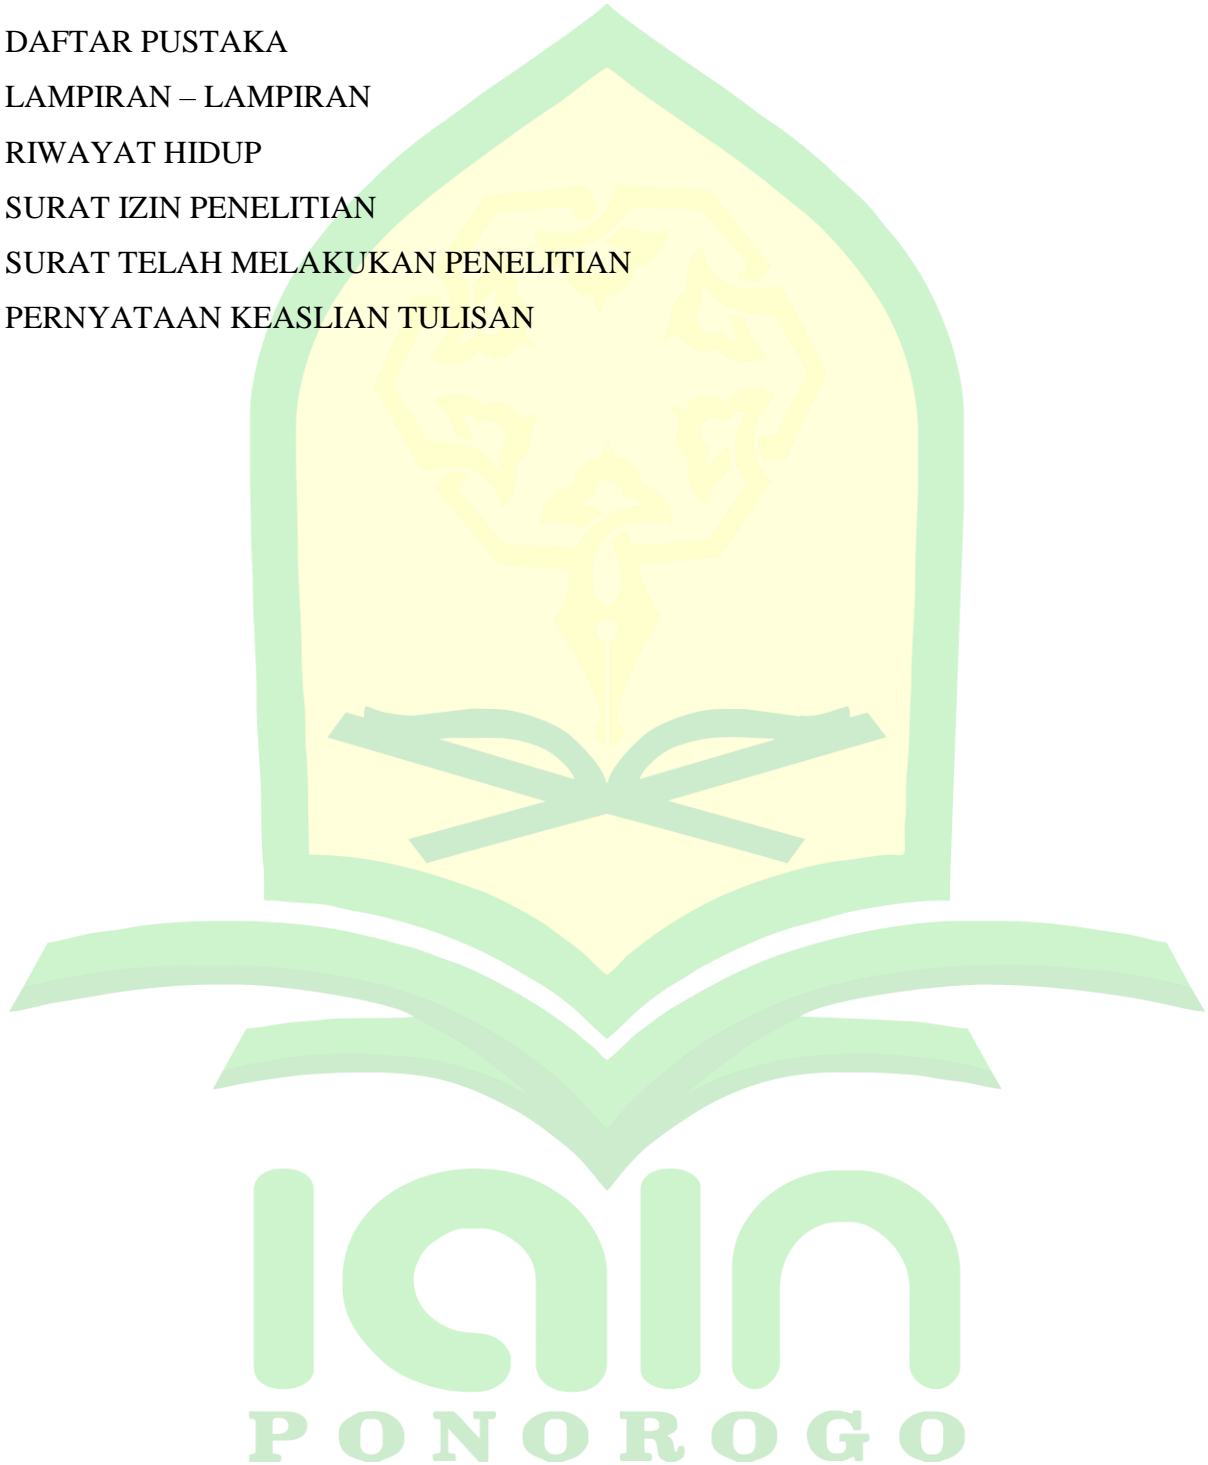 DAFTAR PUSTAKA
LAMPIRAN – LAMPIRAN
RIWAYAT HIDUP
SURAT IZIN PENELITIAN
SURAT TELAH MELAKUKAN PENELITIAN
PERNYATAAN KEASLIAN TULISAN
iain
PONOROGO